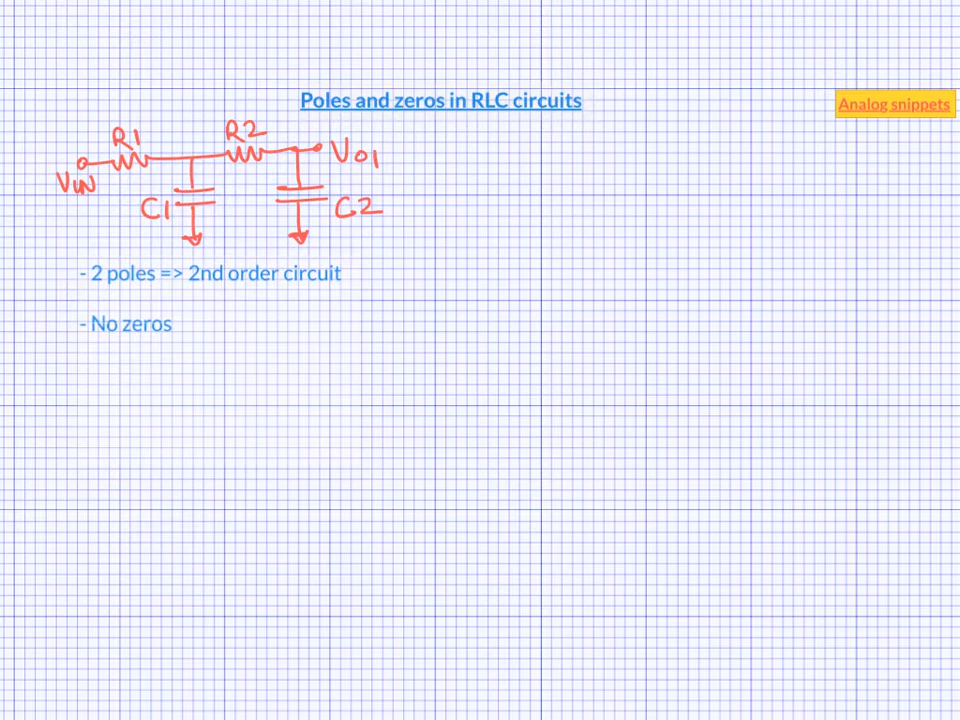 Poles and zeros in RLC circuits
Analog snippets
R1
R2
Vo1
VIN
C1
C2
- 2 poles => 2nd order circuit
- No zeros